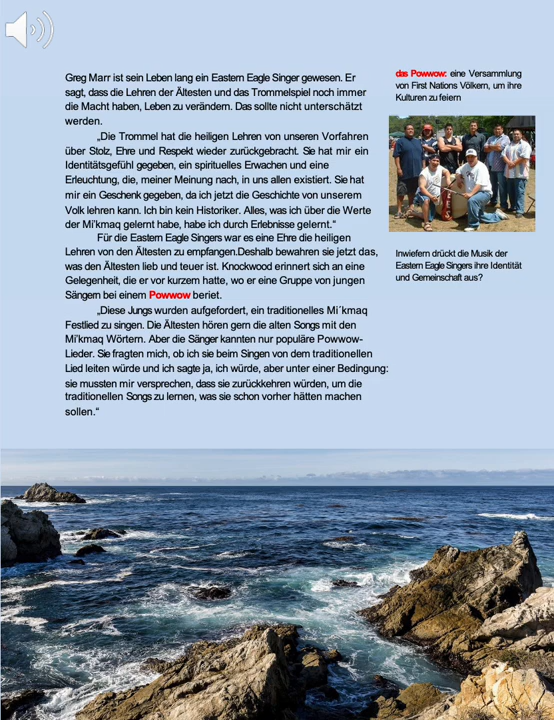 Greg Marr ist sein Leben lang ein Eastern Eagle Singer gewesen. Er
sagt, dass die Lehren der Ältesten und das Trommelspiel noch immer
die Macht haben, Leben zu verändern. Das sollte nicht unterschätzt
werden.
„Die Trommel hat die heiligen Lehren von unseren Vorfahren
über Stolz, Ehre und Respekt wieder zurückgebracht. Sie hat mir ein
Identitätsgefühl gegeben, ein spirituelles Erwachen und eine
Erleuchtung, die, meiner Meinung nach, in uns allen existiert. Sie hat
mir ein Geschenk gegeben, da ich jetzt die Geschichte von unserem
Volk lehren kann. Ich bin kein Historiker. Alles, was ich über die Werte
der Mi'kmaq gelernt habe, habe ich durch Erlebnisse gelernt.“
Für die Eastern Eagle Singers war es eine Ehre die heiligen
Lehren von den Ältesten zu empfangen.Deshalb bewahren sie jetzt das,
was den Ältesten lieb und teuer ist. Knockwood erinnert sich an eine
Gelegenheit, die er vor kurzem hatte, wo er eine Gruppe von jungen
Sängern bei einem Powwow beriet.
„Diese Jungs wurden aufgefordert, ein traditionelles Mi´kmaq
Festlied zu singen. Die Ältesten hören gern die alten Songs mit den
Mi'kmaq Wörtern. Aber die Sänger kannten nur populäre Powwow-
Lieder. Sie fragten mich, ob ich sie beim Singen von dem traditionellen
Lied leiten würde und ich sagte ja, ich würde, aber unter einer Bedingung:
sie mussten mir versprechen, dass sie zurückkehren würden, um die
traditionellen Songs zu lernen, was sie schon vorher hätten machen
sollen.“
das Powwow: eine Versammlung
von First Nations Völkern, um ihre
Kulturen zu feiern
Inwiefern drückt die Musik der
Eastern Eagle Singers ihre Identität
und Gemeinschaft aus?